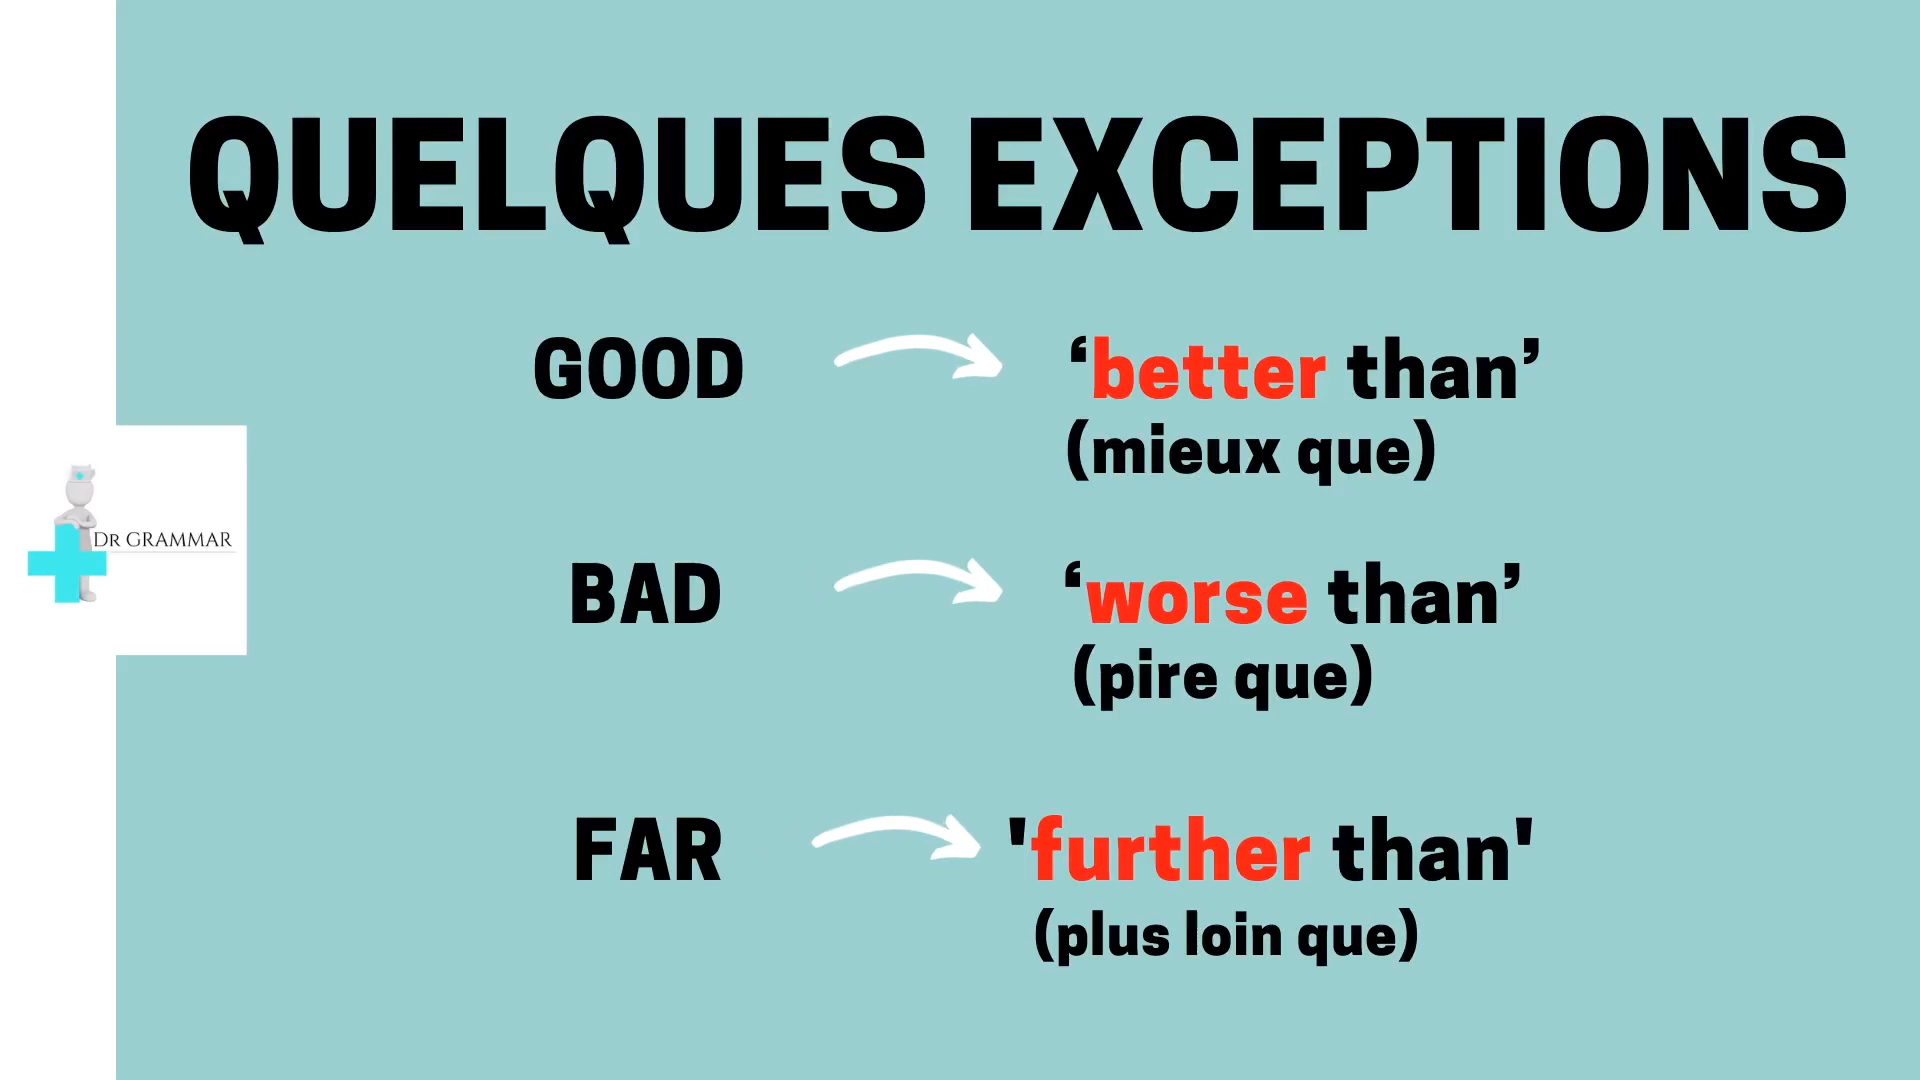 QUELQUES EXCEPTIONS
GOOD ‘better than’
(mieux que)
BAD ‘worse than’
(pire que)
FAR 'further than'
(plus loin que)
DR GRAMMAR